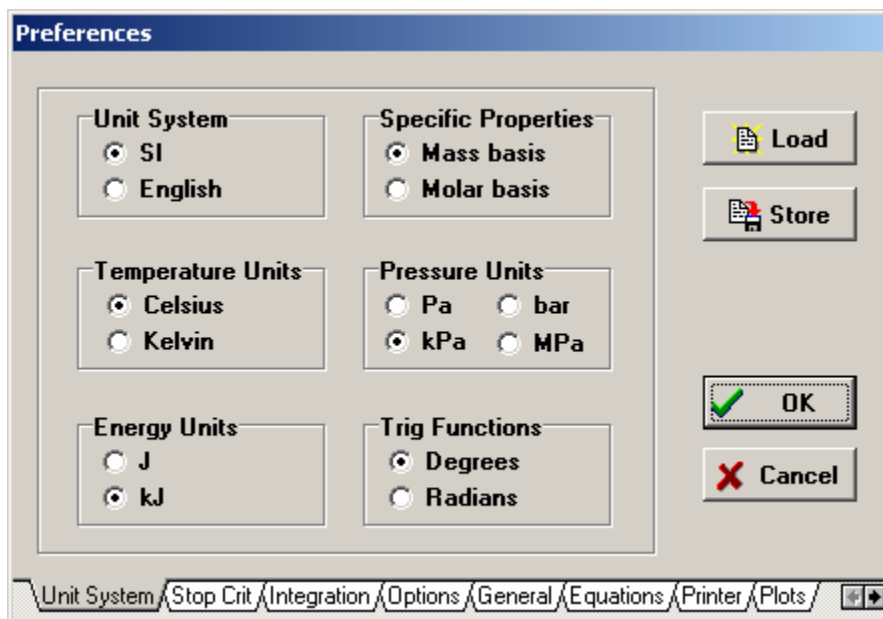 Preferences
Unit System
SI
English
Specific Properties
Mass basis
Molar basis
Load
Store
Temperature Units
Celsius
Kelvin
Pressure Units
Pa
bar
kPa
MPa
Energy Units
J
kJ
Trig Functions
Degrees
Radians
OK
Cancel
Unit System
Stop Crit
Integration
Options
General
Equations
Printer
Plots